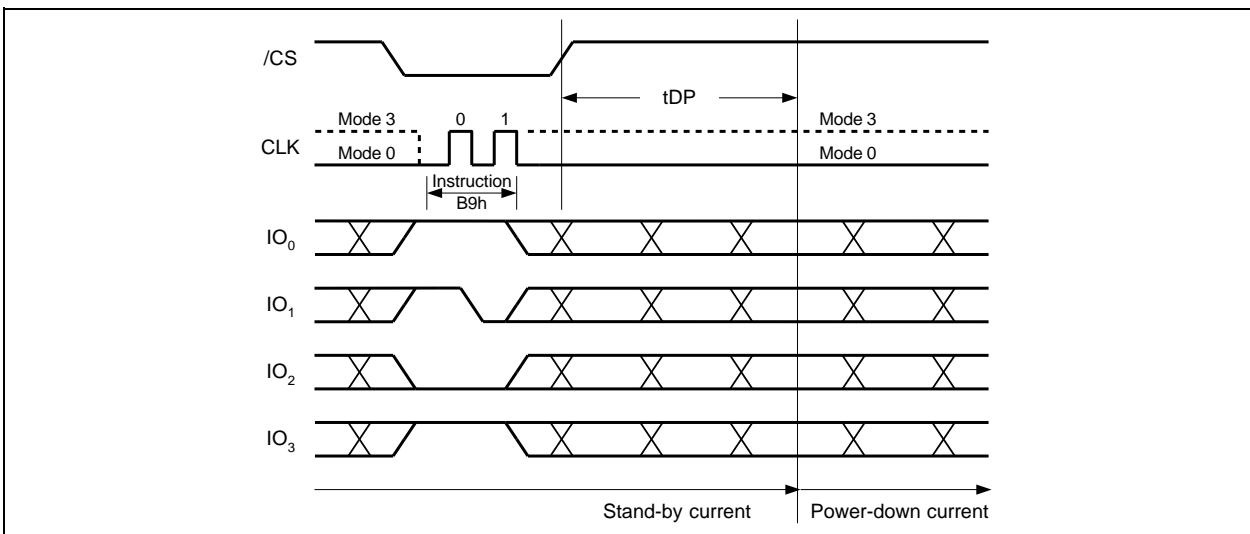 /CS
tDP
Mode 3 0 1 Mode 3
CLK
Mode 0 Mode 0
Instruction
B9h
IO0
IO1
IO2
IO3
Stand-by current Power-down current